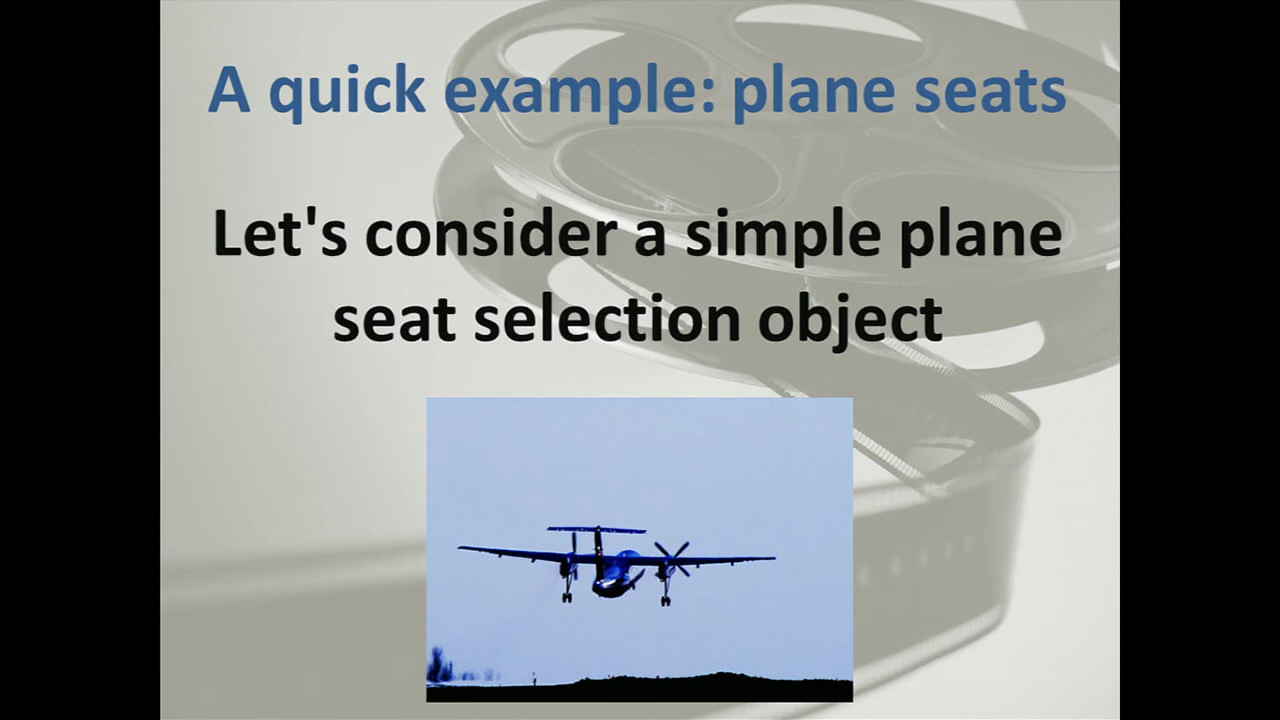 A quick example: plane seats
Let's consider a simple plane
seat selection object